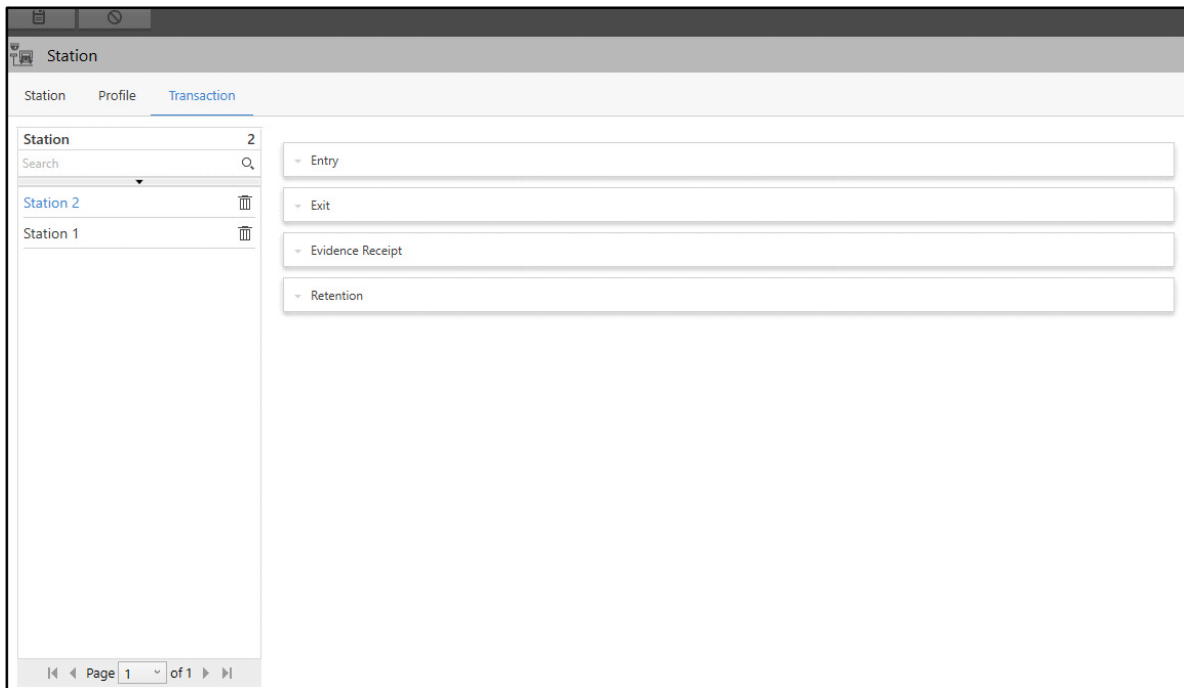 Station
Station Profile Transaction
Station 2
Search
Station 2
Station 1
Page 1 of 1
Entry
Exit
Evidence Receipt
Retention